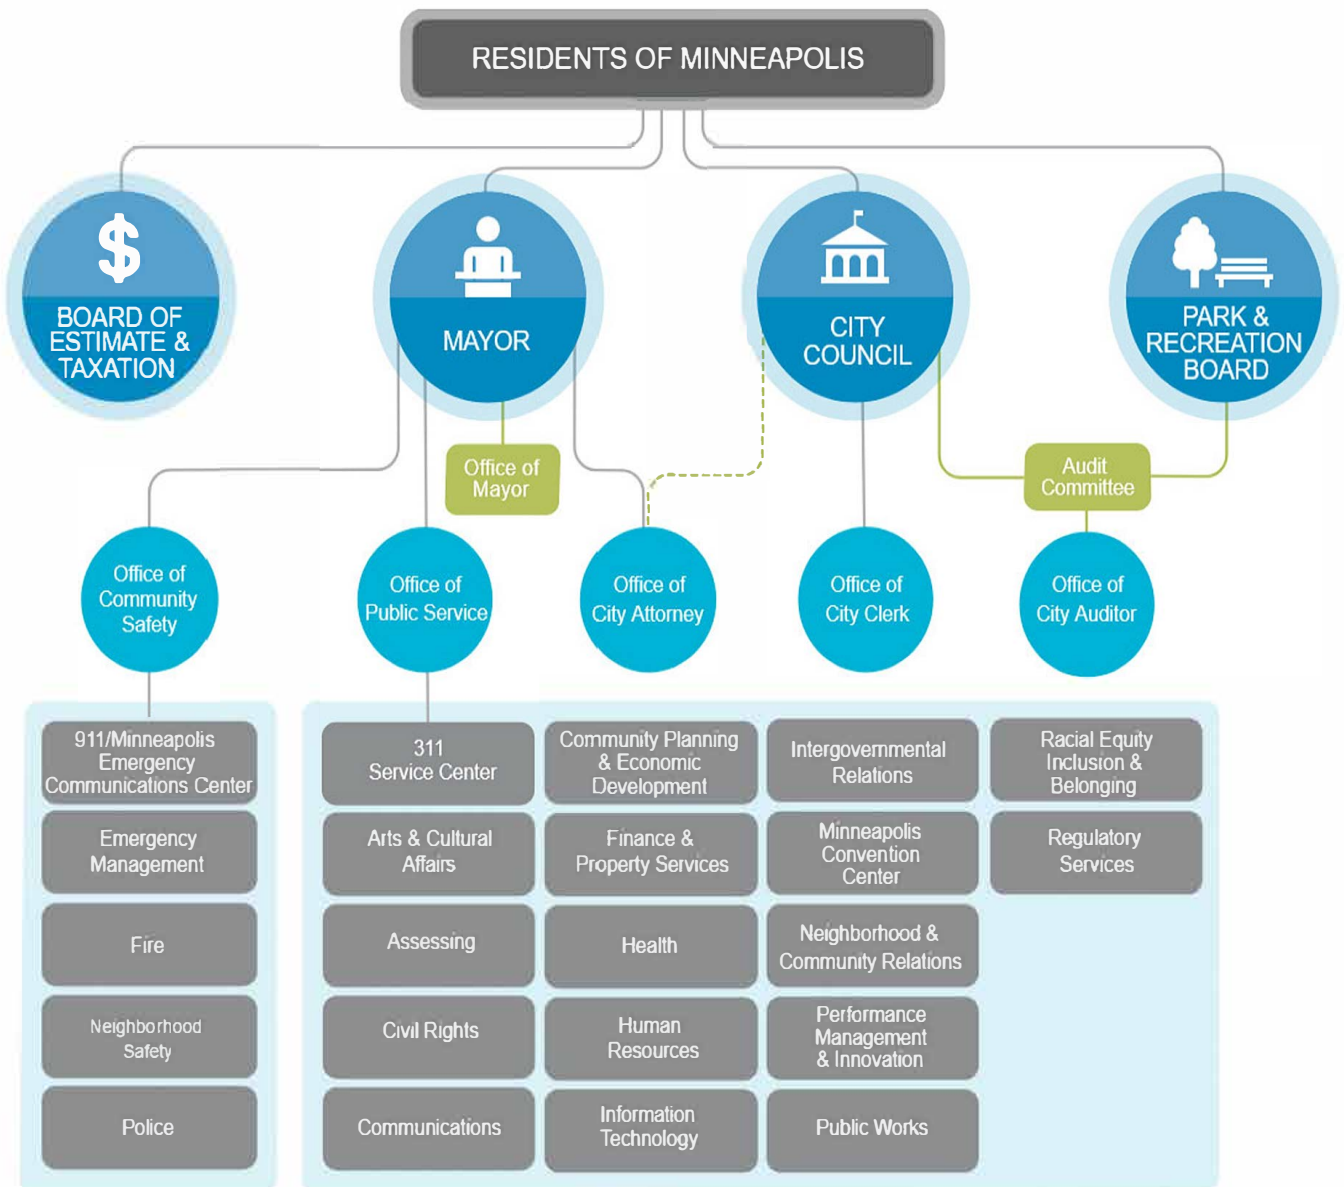 RESIDENTS OF MINNEAPOLIS
$
BOARD OF
ESTIMATE &
TAXATION
MAYOR
CITY
COUNCIL
PARK &
RECREATION
BOARD
Office of
Mayor
Audit
Committee
Office of
Community
Safety
Office of
Public Service
Office of
City Attorney
Office of
City Clerk
Office of
City Auditor
911/Minneapolis
Emergency
Communications Center
Emergency
Management
Fire
Neighborhood
Safety
Police
311
Service Center
Arts & Cultural
Affairs
Assessing
Civil Rights
Communications
Community Planning
& Economic
Development
Finance &
Property Services
Health
Human
Resources
Information
Technology
Intergovernmental
Relations
Minneapolis
Convention
Center
Neighborhood &
Community Relations
Performance
Management
& Innovation
Public Works
Racial Equity
Inclusion &
Belonging
Regulatory
Services